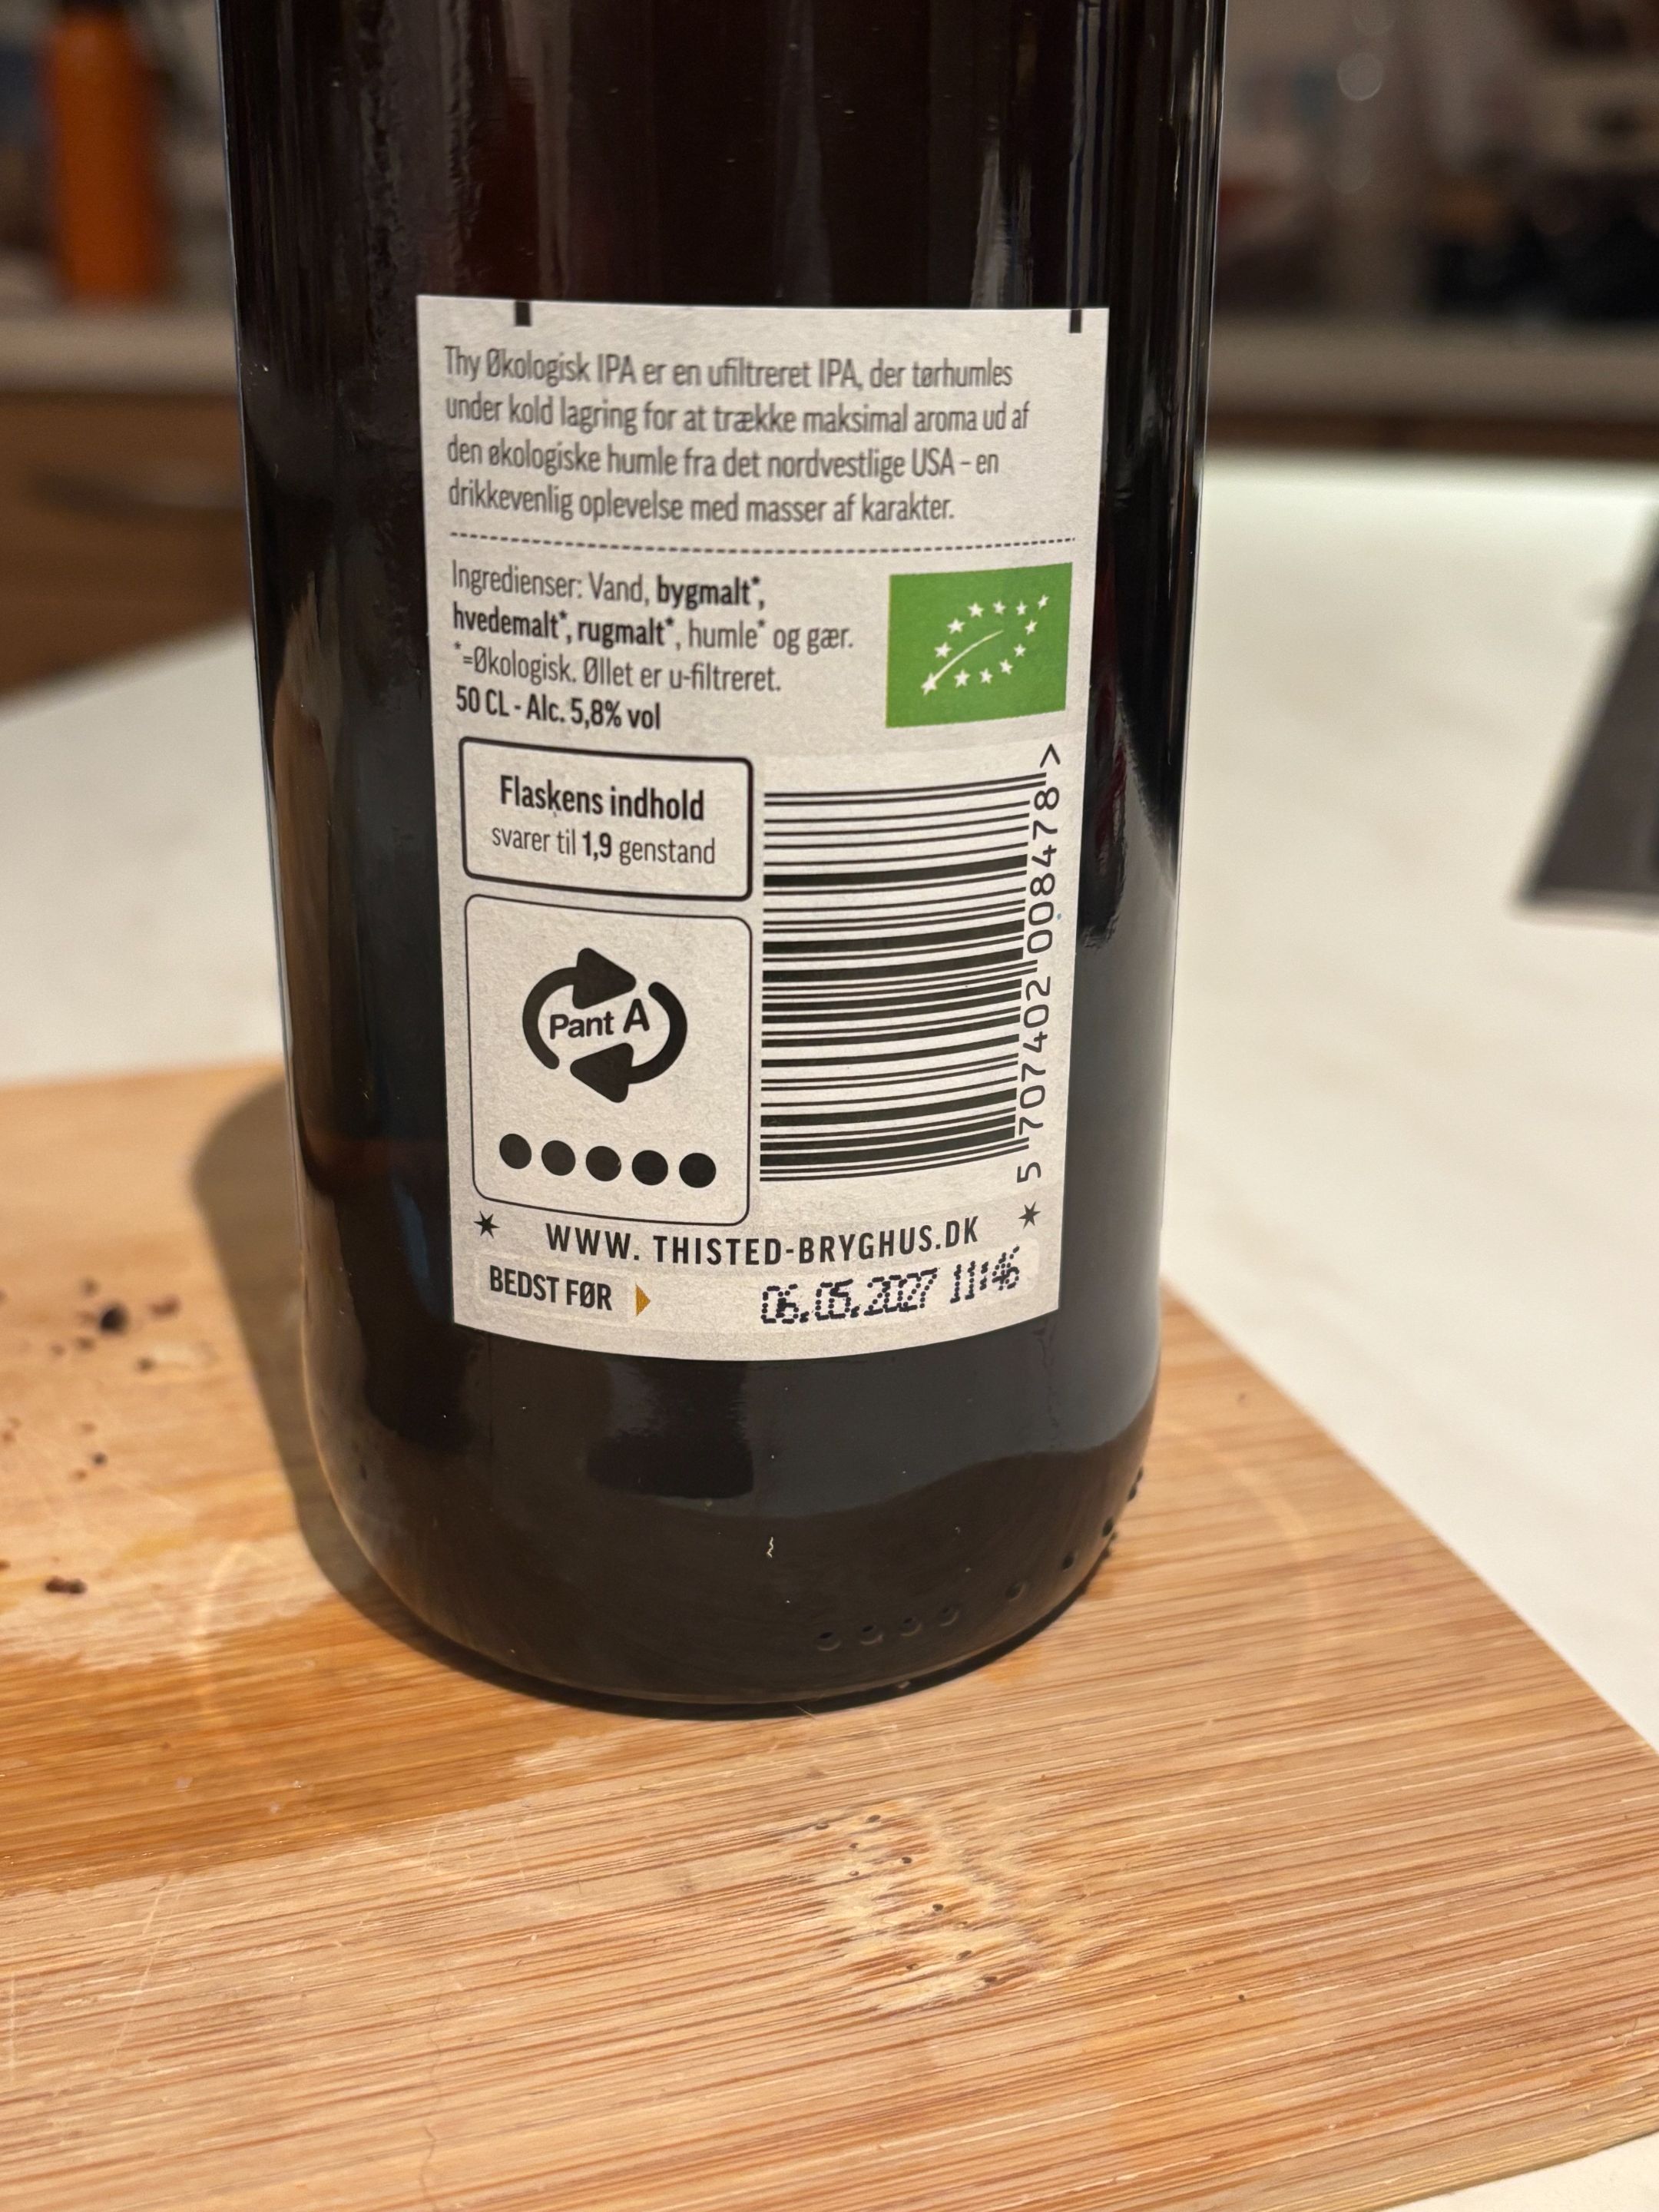 Thy Økologisk IPA er en ufiltreret IPA, der tørhumles
under kold lagring for at trække maksimal aroma ud af
den økologiske humle fra det nordvestlige USA – en
drikkevenlig oplevelse med masser af karakter.
Ingredienser: Vand, bygmalt*,
hvedemalt*, rugmalt*, humle* og gær.
*=Økologisk. Øllet er u-filtreret.
50 CL - Alc. 5,8% vol
Flaskens indhold
svarer til 1,9 genstand
Pant A
5 707402 008478 >
WWW. THISTED-BRYGHUS.DK
BEDST FØR 06.05.2027 11:46